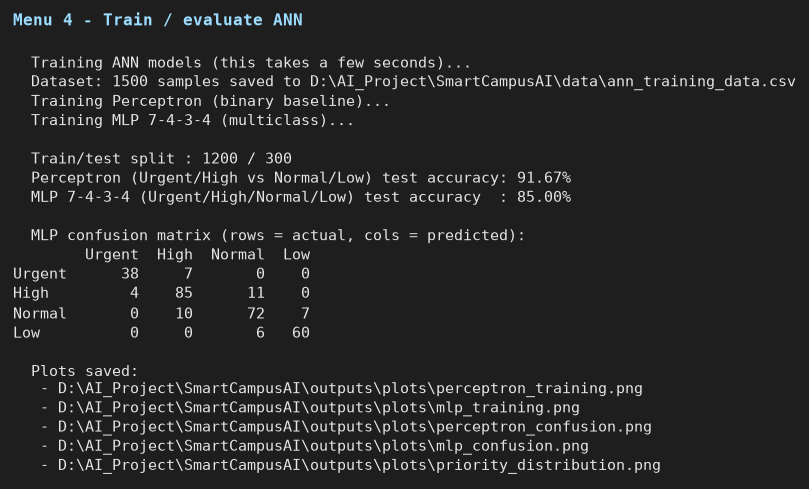 Menu 4 - Train / evaluate ANN
Training ANN models (this takes a few seconds)...
Dataset: 1500 samples saved to D:\AI_Project\SmartCampusAI\data\ann_training_data.csv
Training Perceptron (binary baseline)...
Training MLP 7-4-3-4 (multiclass)...
Train/test split : 1200 / 300
Perceptron (Urgent/High vs Normal/Low) test accuracy: 91.67%
MLP 7-4-3-4 (Urgent/High/Normal/Low) test accuracy  : 85.00%
MLP confusion matrix (rows = actual, cols = predicted):
        Urgent  High  Normal  Low
Urgent      38     7       0    0
High         4    85      11    0
Normal       0    10      72    7
Low          0     0       6   60
Plots saved:
- D:\AI_Project\SmartCampusAI\outputs\plots\perceptron_training.png
- D:\AI_Project\SmartCampusAI\outputs\plots\mlp_training.png
- D:\AI_Project\SmartCampusAI\outputs\plots\perceptron_confusion.png
- D:\AI_Project\SmartCampusAI\outputs\plots\mlp_confusion.png
- D:\AI_Project\SmartCampusAI\outputs\plots\priority_distribution.png